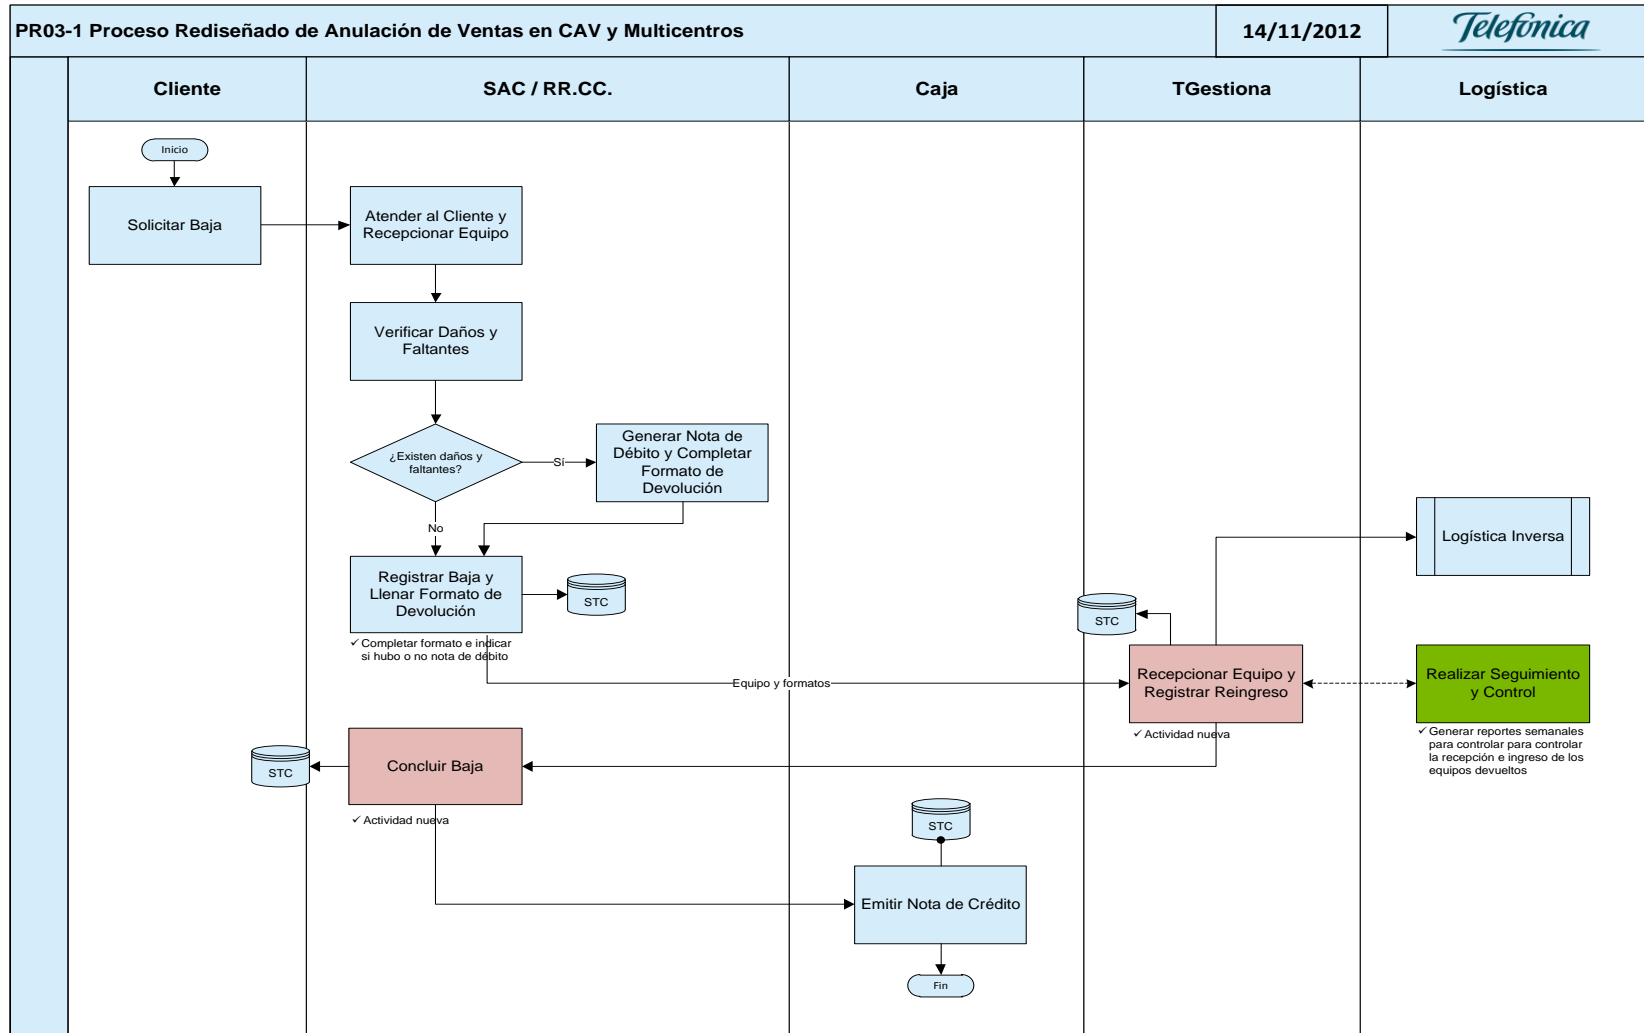 PR03-1 Proceso Rediseñado de Anulación de Ventas en CAV y Multicentros
14/11/2012
Telefónica
Cliente
SAC / RR.CC.
Caja
TGestiona
Logística
Inicio
Solicitar Baja
Atender al Cliente y
Recepcionar Equipo
Verificar Daños y
Faltantes
¿Existen daños y
faltantes?
Sí
Generar Nota de
Débito y Completar
Formato de
Devolución
No
Registrar Baja y
Llenar Formato de
Devolución
STC
✓ Completar formato e indicar
si hubo o no nota de débito
Equipo y formatos
Logística Inversa
STC
Recepcionar Equipo y
Registrar Reingreso
✓ Actividad nueva
Realizar Seguimiento
y Control
✓ Generar reportes semanales
para controlar para controlar
la recepción e ingreso de los
equipos devueltos
STC
Concluir Baja
✓ Actividad nueva
STC
Emitir Nota de Crédito
Fin